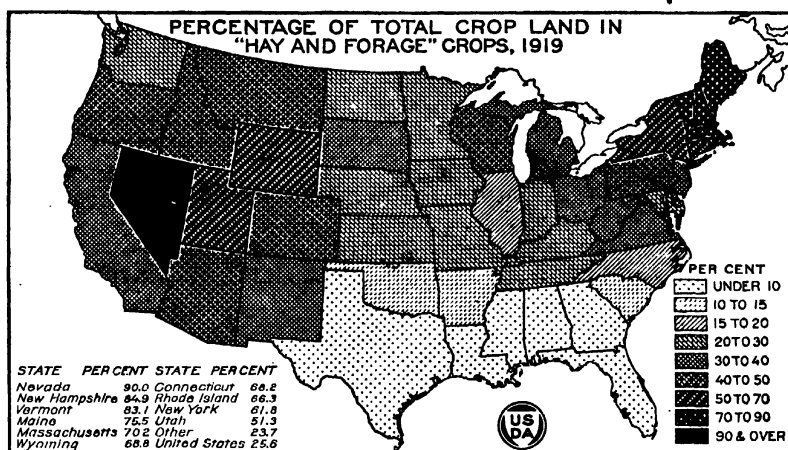 PERCENTAGE OF TOTAL CROP LAND IN
"HAY AND FORAGE" CROPS, 1919
PER CENT
UNDER 10
10 TO 15
15 TO 20
20 TO 30
30 TO 40
40 TO 50
50 TO 70
70 TO 90
90 & OVER
STATE PER CENT STATE PER CENT
Nevada 90.0 Connecticut 68.2
New Hampshire 84.9 Rhode Island 66.3
Vermont 83.1 New York 61.8
Maine 75.5 Utah 51.3
Massachusetts 70.2 Other 23.7
Wyoming 68.8 United States 25.6
US
DA